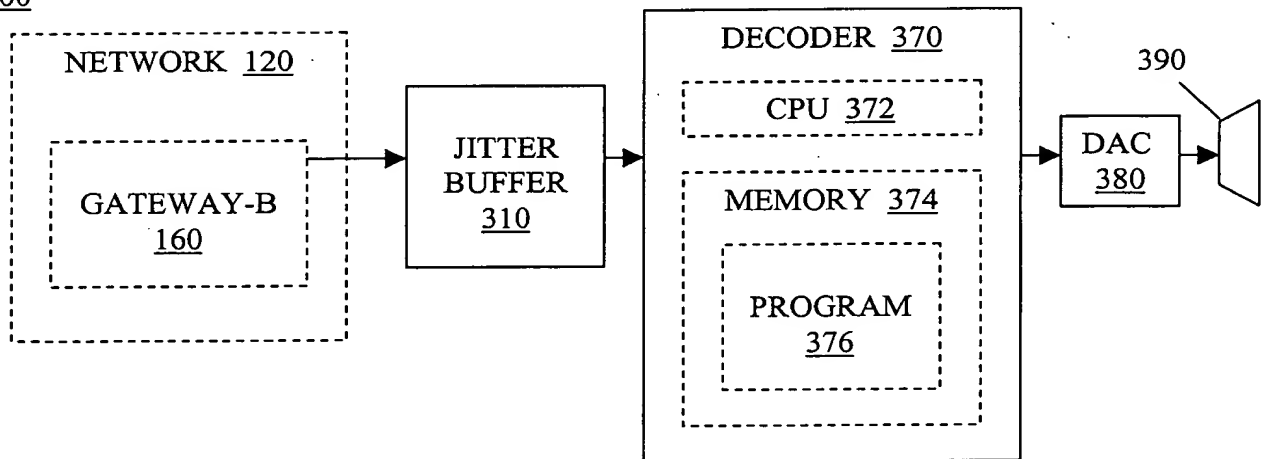 NETWORK 120
GATEWAY-B
160
JITTER
BUFFER
310
DECODER 370
CPU 372
MEMORY 374
PROGRAM
376
DAC
380
390